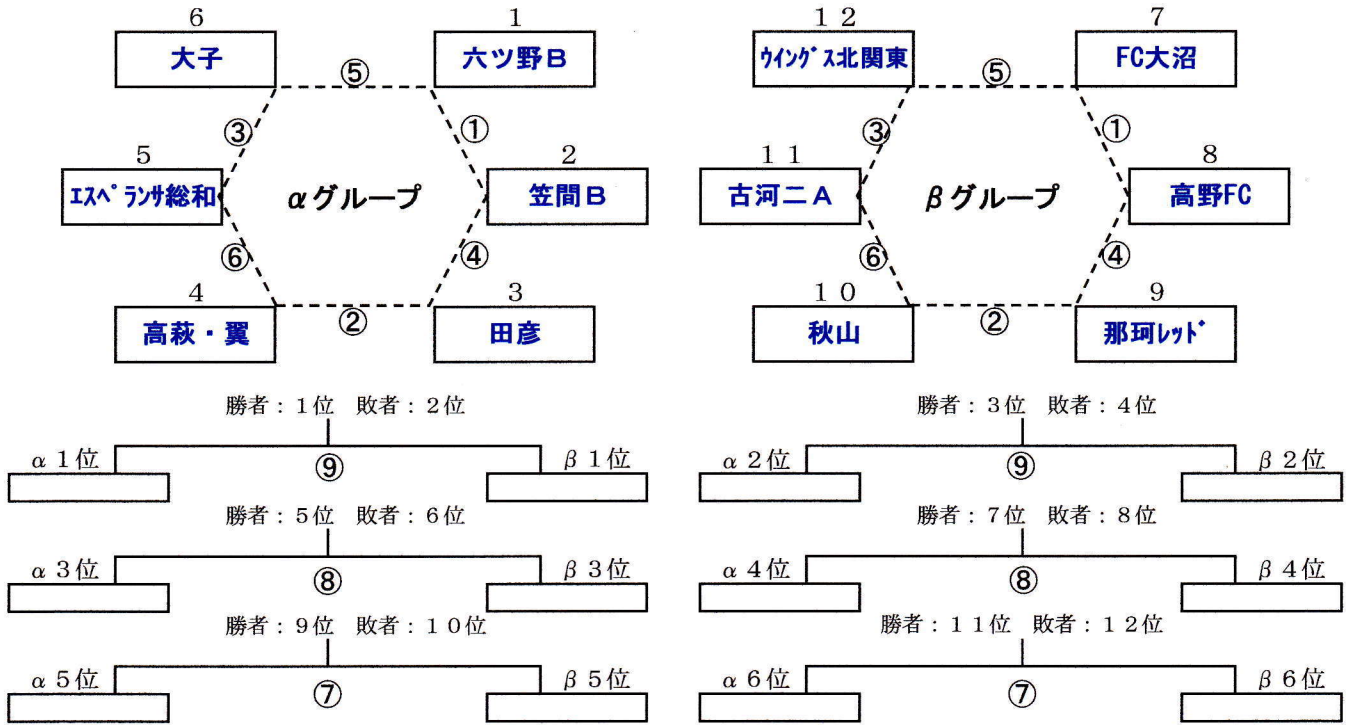 6 1 12 7
大子 六ツ野B ウイングス北関東 FC大沼
⑤ ⑤
③ ① ③ ①
5 2 11 8
エスペランサ総和 αグループ 笠間B 古河二A βグループ 高野FC
⑥ ④ ⑥ ④
4 3 10 9
② ②
高萩・翼 田彦 秋山 那珂レッド
勝者:1位 敗者:2位 勝者:3位 敗者:4位
α1位 ⑨ β1位 α2位 ⑨ β2位
勝者:5位 敗者:6位 勝者:7位 敗者:8位
α3位 ⑧ β3位 α4位 ⑧ β4位
勝者:9位 敗者:10位 勝者:11位 敗者:12位
α5位 ⑦ β5位 α6位 ⑦ β6位